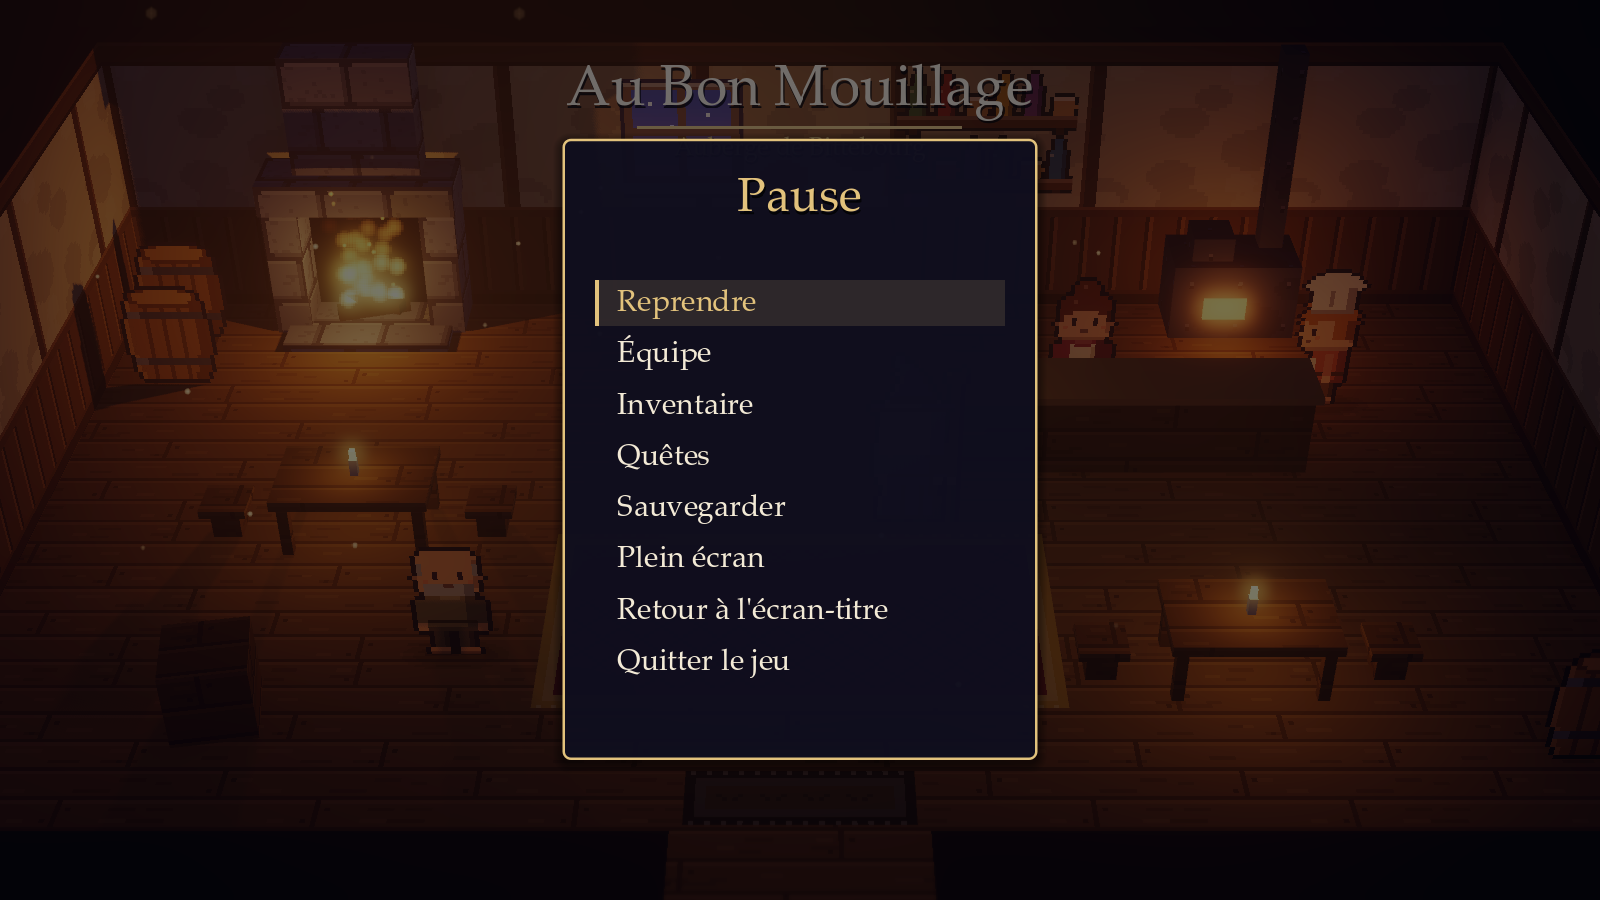 Au Bon Mouillage
Pause
Reprendre
Équipe
Inventaire
Quêtes
Sauvegarder
Plein écran
Retour à l'écran-titre
Quitter le jeu